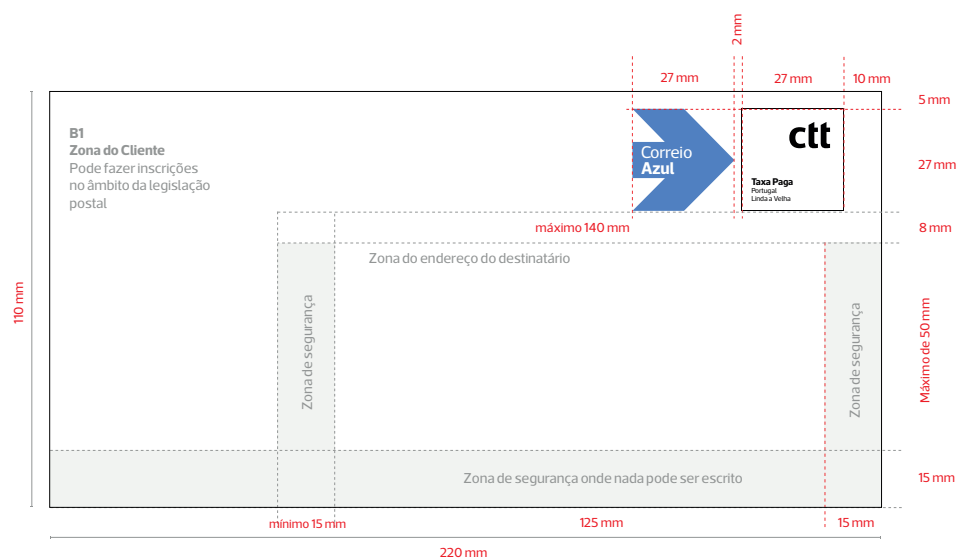 2 mm
27 mm
27 mm
10 mm
5 mm
B1
Zona do Cliente
Pode fazer inscrições
no âmbito da legislação
postal
Correio
Azul
ctt
Taxa Paga
Portugal
Linda a Velha
27 mm
máximo 140 mm
8 mm
Zona do endereço do destinatário
110 mm
Zona de segurança
Zona de segurança
Máximo de 50 mm
Zona de segurança onde nada pode ser escrito
15 mm
mínimo 15 mm
125 mm
15 mm
220 mm